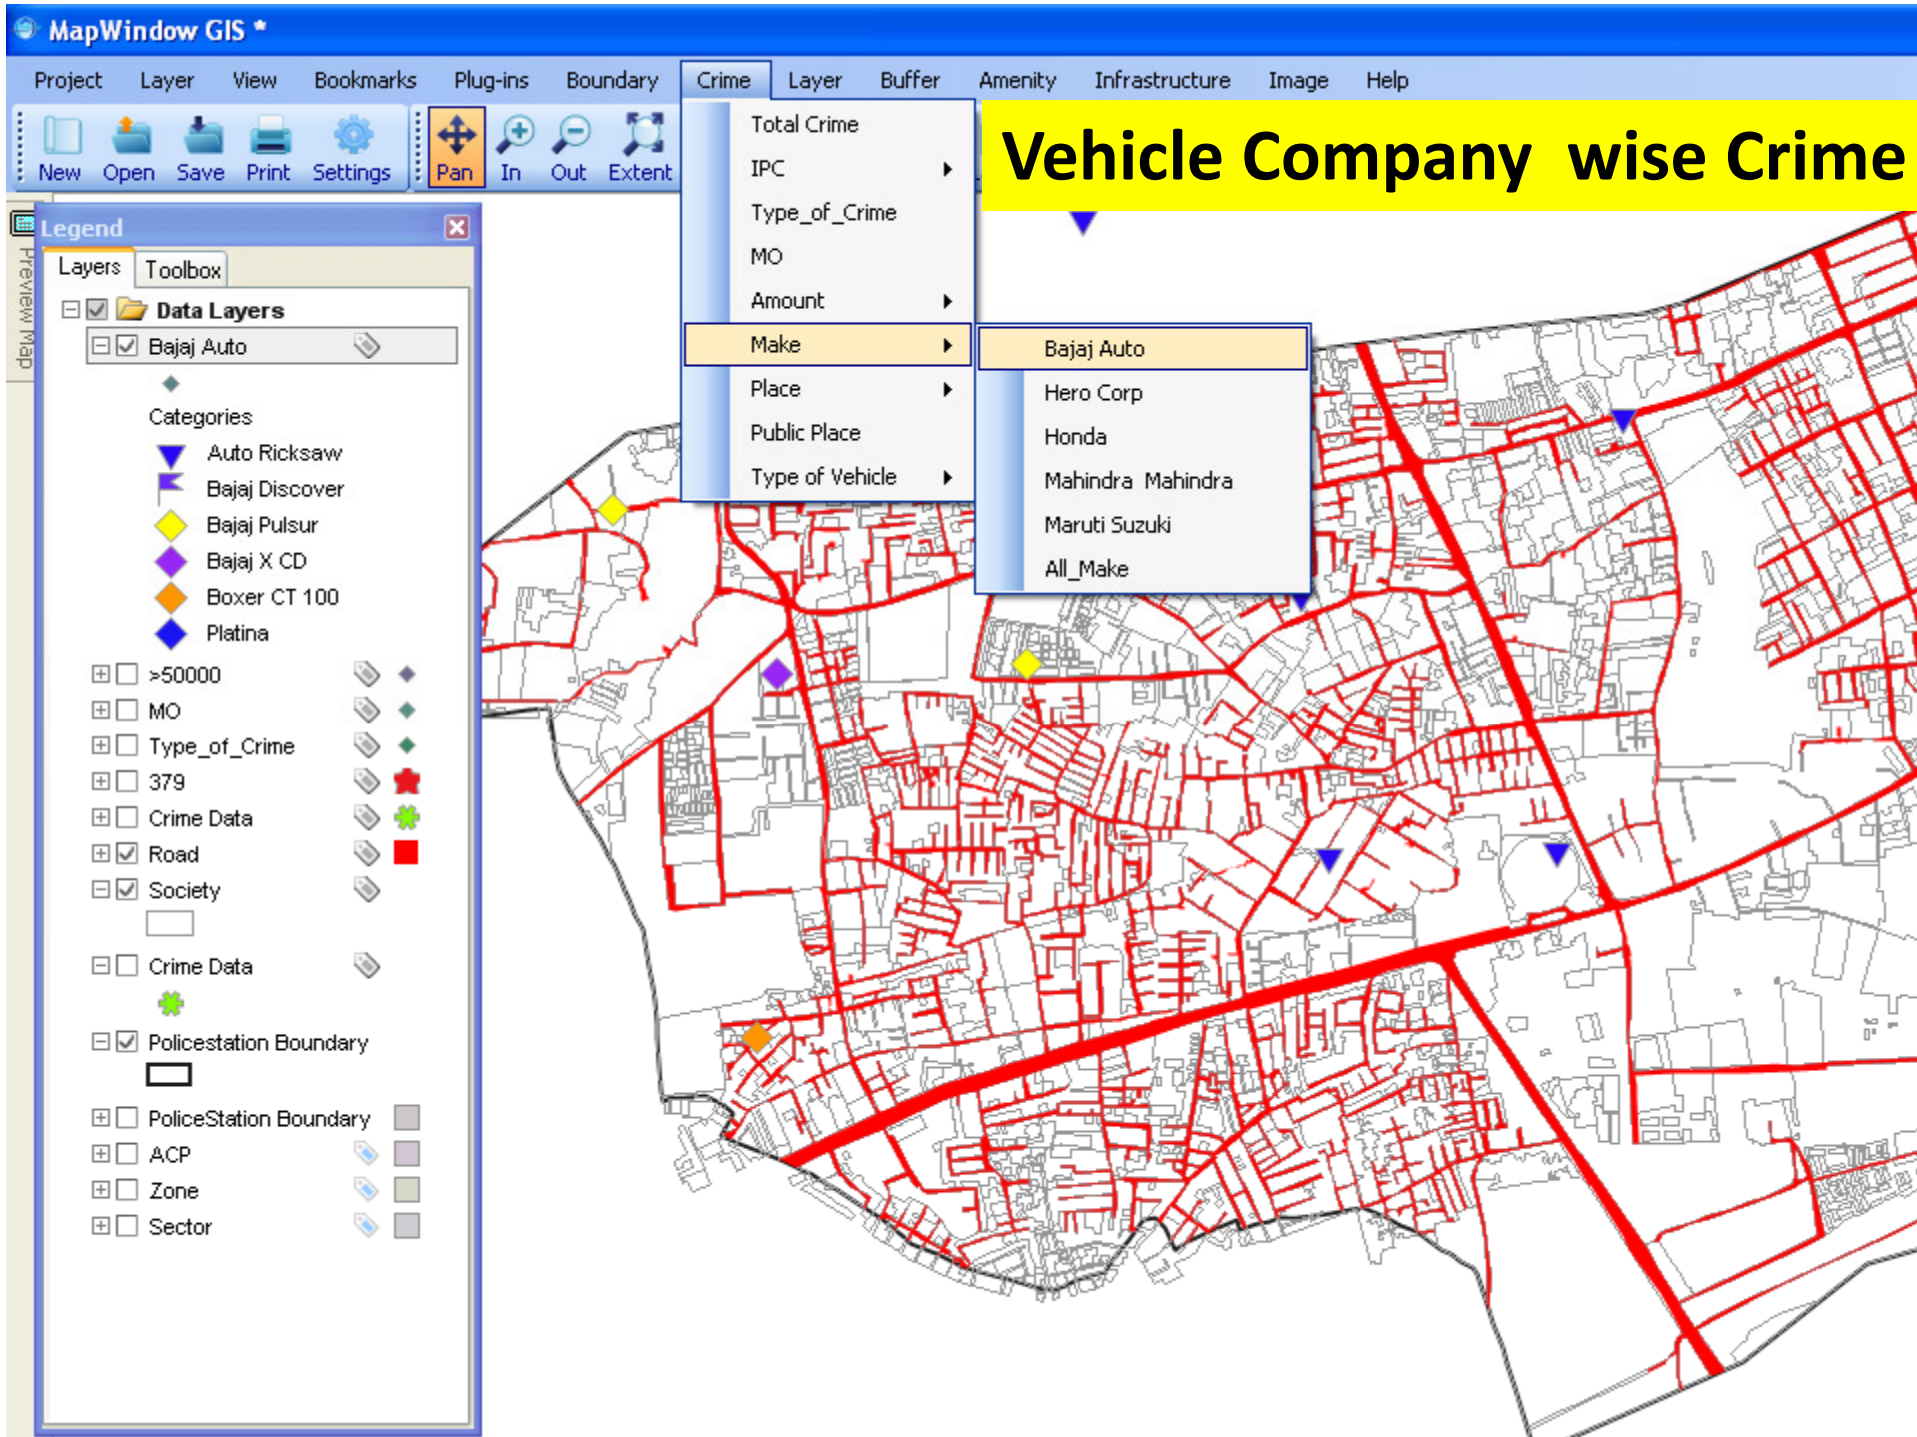 MapWindow GIS *
Project Layer View Bookmarks Plug-ins Boundary Crime Layer Buffer Amenity Infrastructure Image Help
New Open Save Print Settings Pan In Out Extent
Vehicle Company wise Crime
Total Crime
IPC
Type_of_Crime
MO
Amount
Make
Place
Public Place
Type of Vehicle
Bajaj Auto
Hero Corp
Honda
Mahindra Mahindra
Maruti Suzuki
All_Make
Preview Map
Legend
Layers Toolbox
Data Layers
Bajaj Auto
Categories
Auto Ricksaw
Bajaj Discover
Bajaj Pulsur
Bajaj X CD
Boxer CT 100
Platina
>50000
MO
Type_of_Crime
379
Crime Data
Road
Society
Crime Data
Policestation Boundary
PoliceStation Boundary
ACP
Zone
Sector